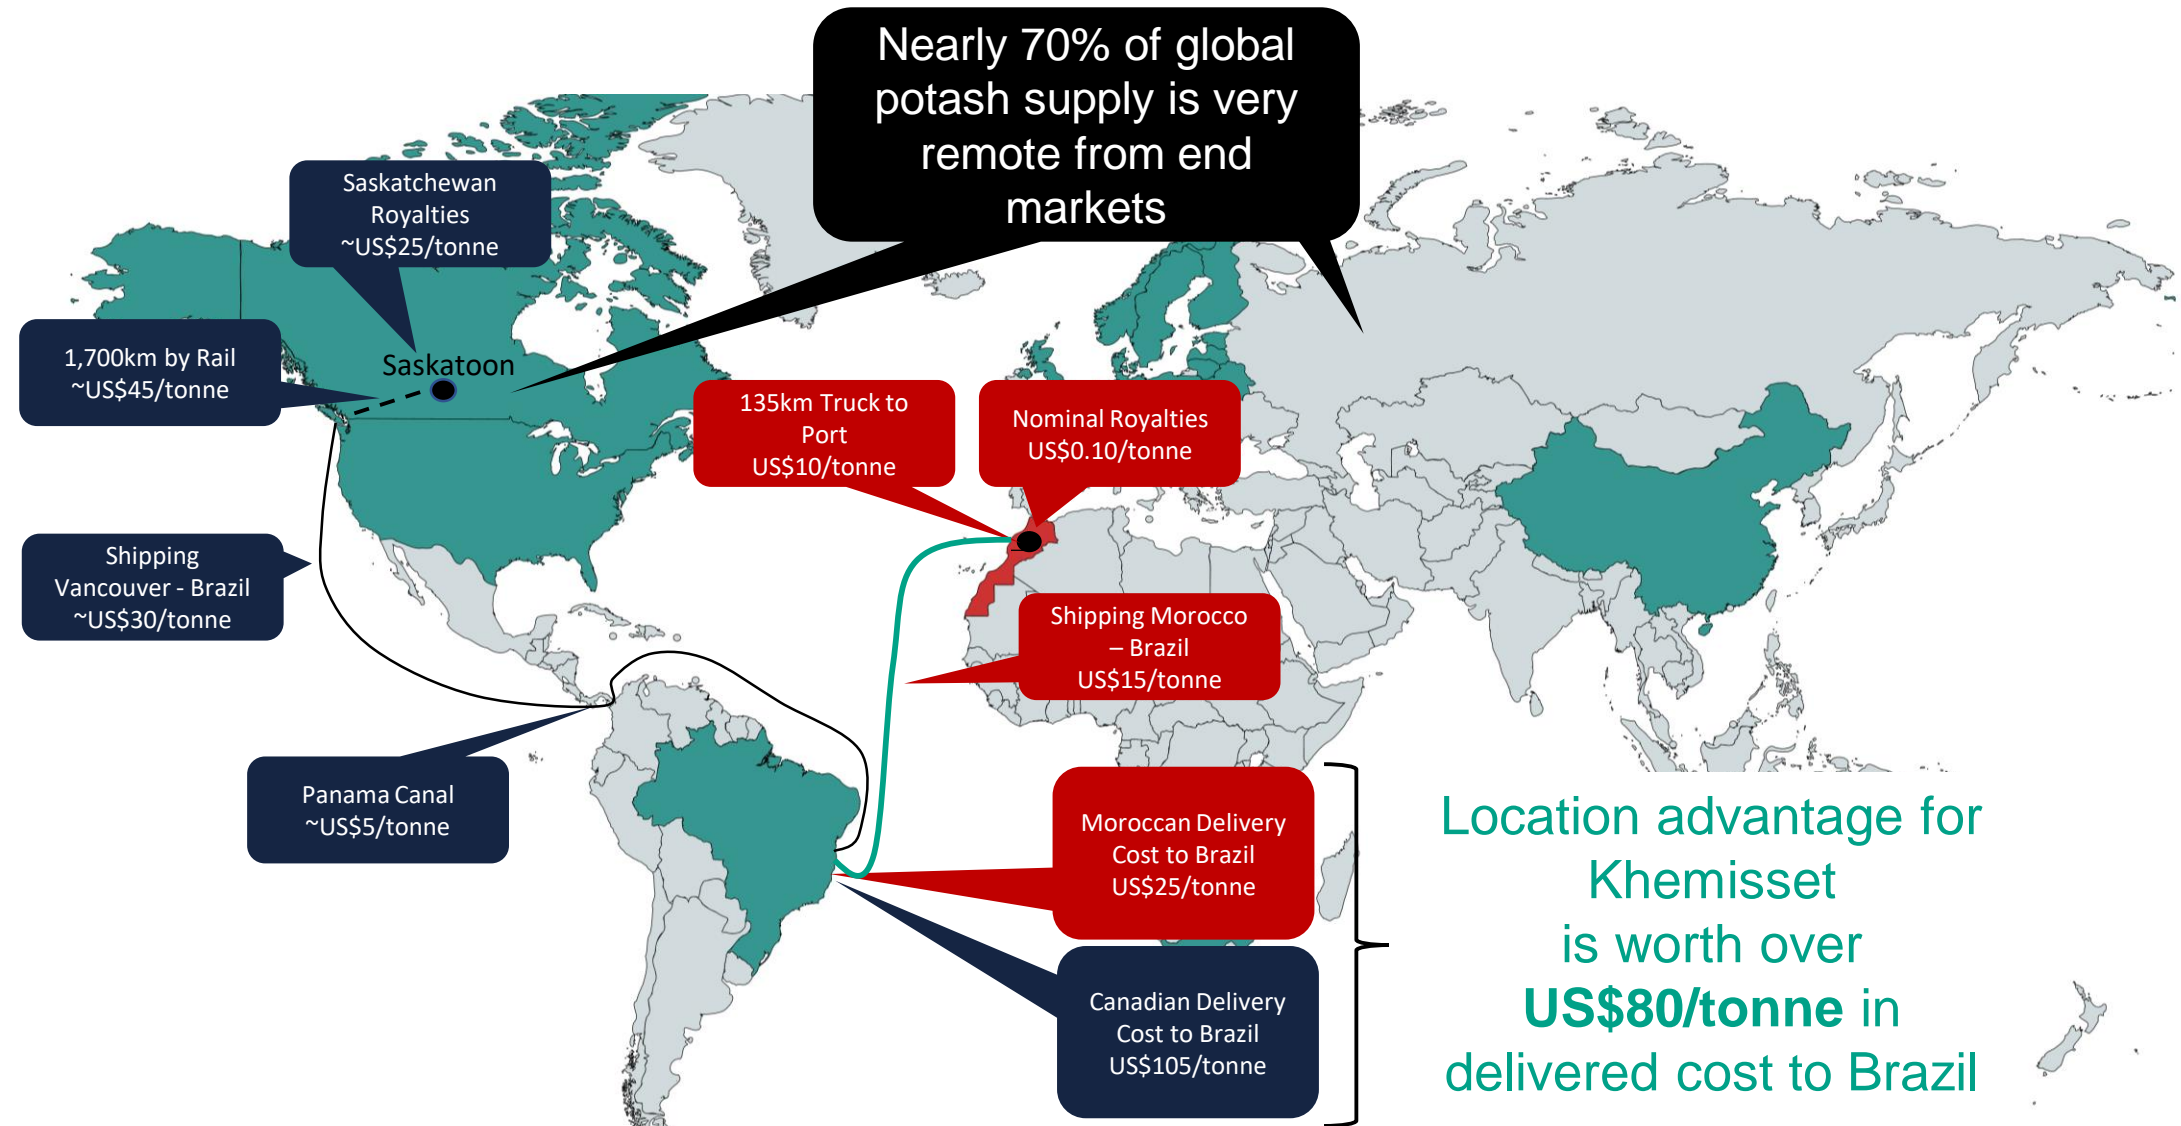 Nearly 70% of global
potash supply is very
remote from end
markets
Saskatchewan
Royalties
~US$25/tonne
1,700km by Rail
~US$45/tonne
Saskatoon
135km Truck to
Port
US$10/tonne
Nominal Royalties
US$0.10/tonne
Shipping
Vancouver - Brazil
~US$30/tonne
Shipping Morocco
– Brazil
US$15/tonne
Panama Canal
~US$5/tonne
Moroccan Delivery
Cost to Brazil
US$25/tonne
Canadian Delivery
Cost to Brazil
US$105/tonne
Location advantage for
Khemisset
is worth over
US$80/tonne in
delivered cost to Brazil